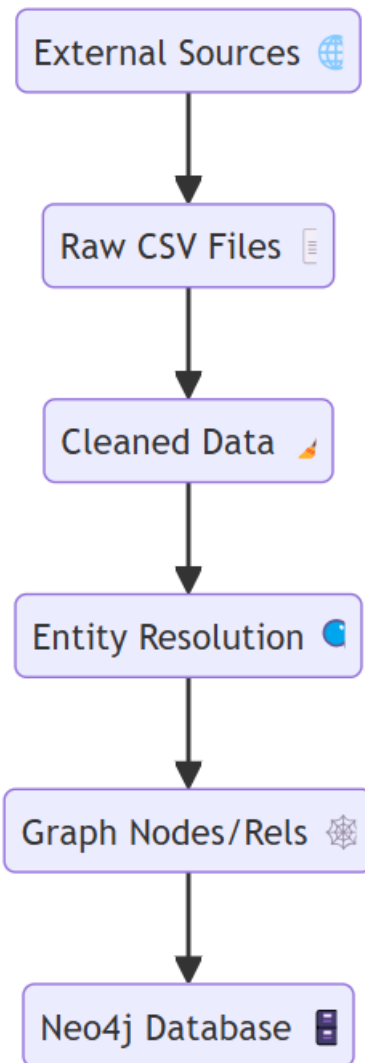 External Sources 🌐
Raw CSV Files 📄
Cleaned Data 🧹
Entity Resolution 🔍
Graph Nodes/Rels 🕸
Neo4j Database 🗄